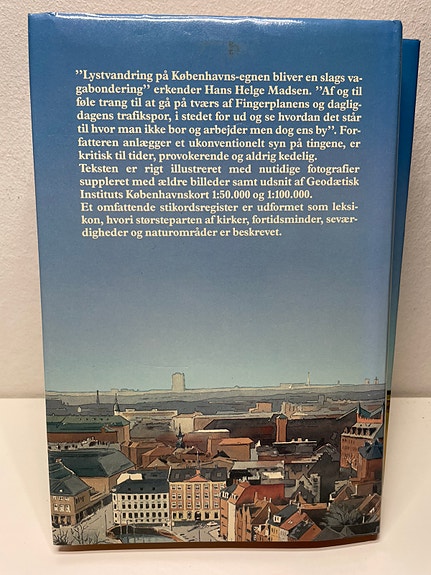 ”Lystvandring på Københavns-egnen bliver en slags va-
gabondering” erkender Hans Helge Madsen. ”Af og til
føle trang til at gå på tværs af Fingerplanens og daglig-
dagens trafikspor, i stedet for ud og se hvordan det står
til hvor man ikke bor og arbejder men dog ens by”. For-
fatteren anlægger et ukonventionelt syn på tingene, er
kritisk til tider, provokerende og aldrig kedelig.
Teksten er rigt illustreret med nutidige fotografier
suppleret med ældre billeder samt udsnit af Geodætisk
Instituts Københavnskort 1:50.000 og 1:100.000.
Et omfattende stikordsregister er udformet som leksi-
kon, hvori størsteparten af kirker, fortidsminder, sevær-
digheder og naturområder er beskrevet.